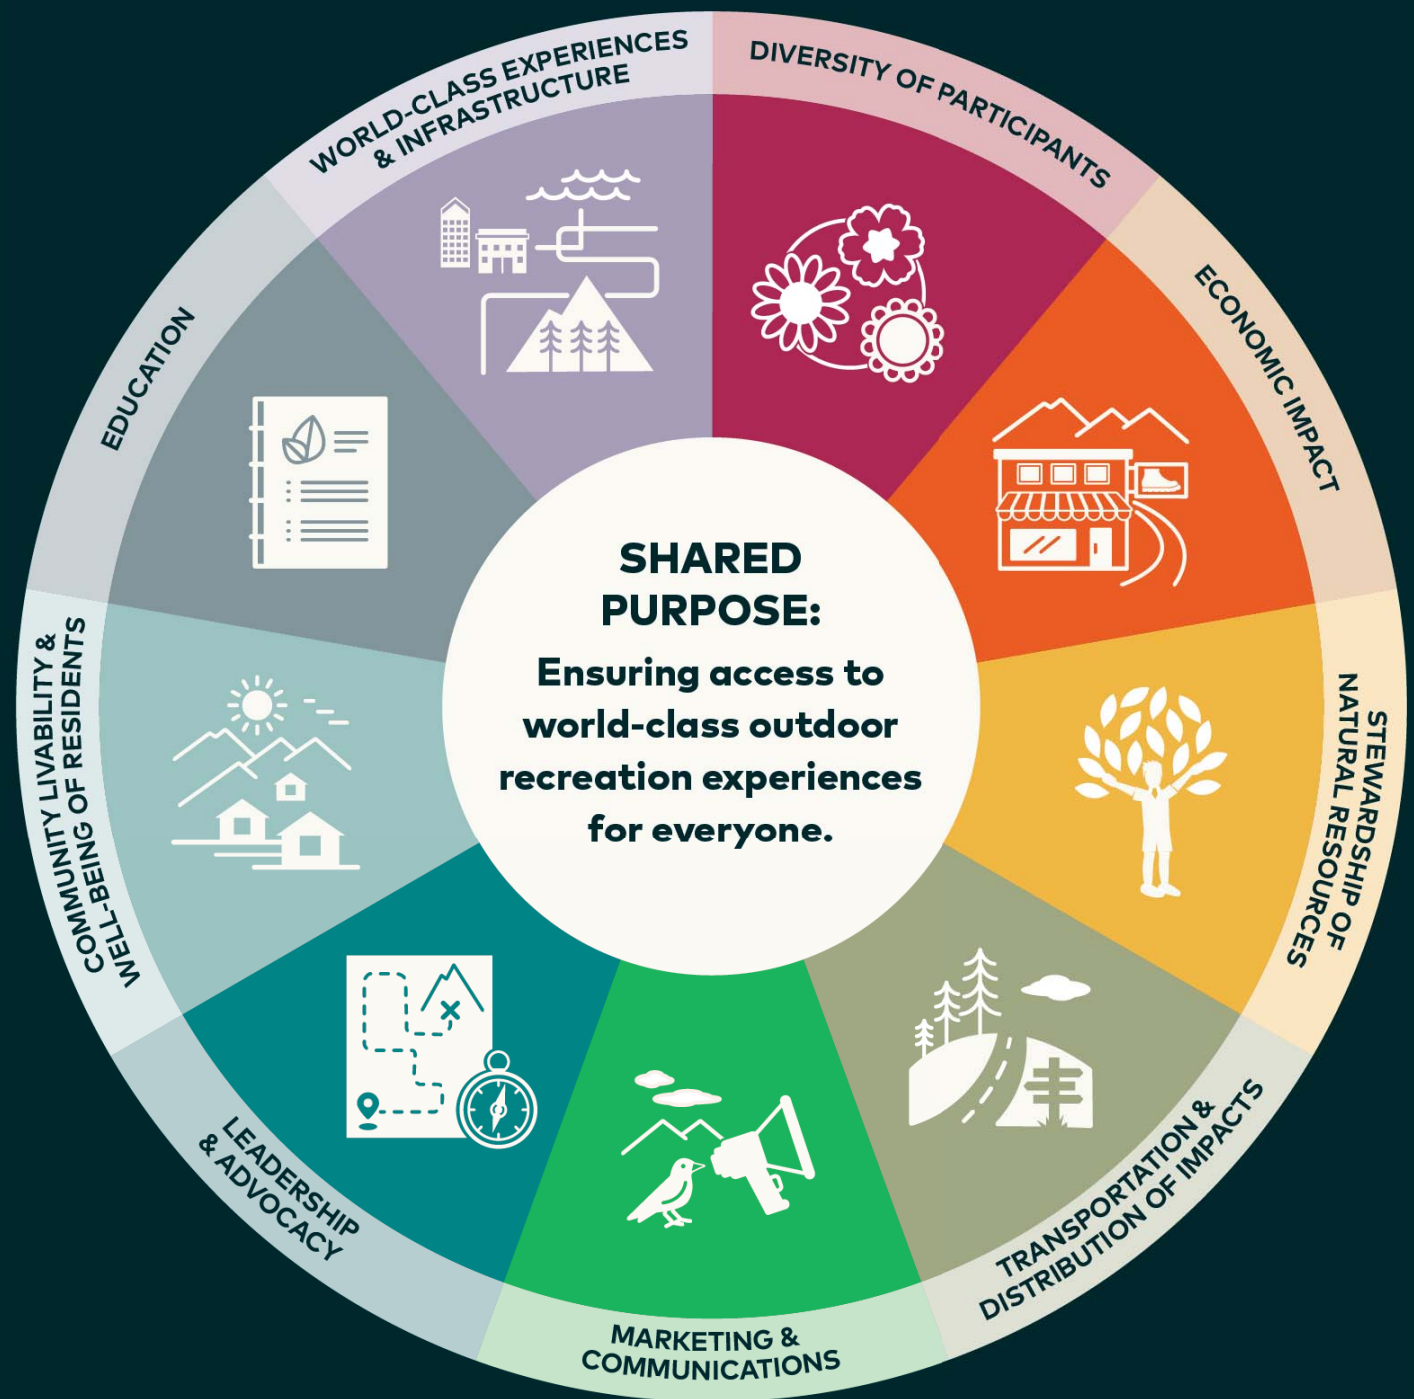 WORLD-CLASS EXPERIENCES
& INFRASTRUCTURE
DIVERSITY OF PARTICIPANTS
ECONOMIC IMPACT
STEWARDSHIP OF
NATURAL RESOURCES
TRANSPORTATION &
DISTRIBUTION OF IMPACTS
MARKETING &
COMMUNICATIONS
LEADERSHIP
& ADVOCACY
COMMUNITY LIVABILITY &
WELL-BEING OF RESIDENTS
EDUCATION
SHARED
PURPOSE:
Ensuring access to
world-class outdoor
recreation experiences
for everyone.